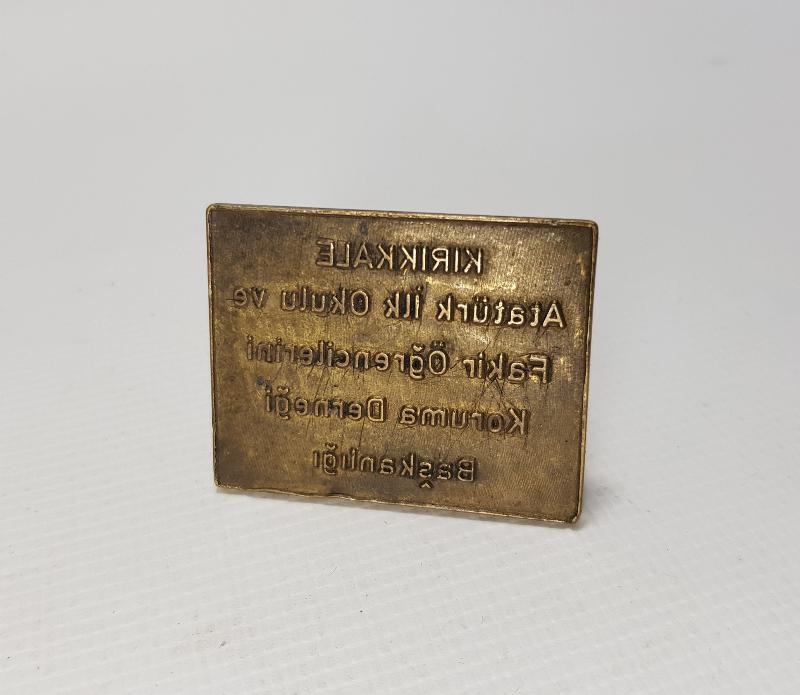 KIRIKKALE
Atatürk İlk Okulu ve
Fakir Öğrencilerini
Koruma Derneği
Başkanlığı